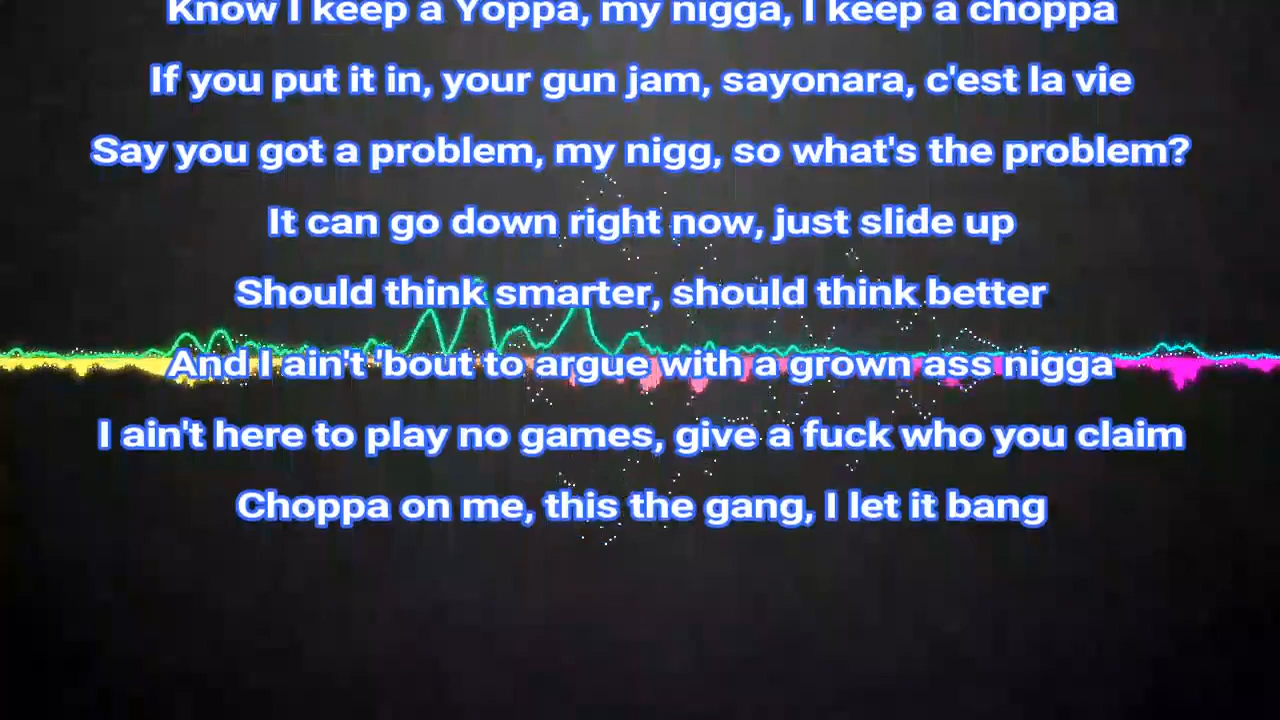 Know I keep a Yoppa, my nigga, I keep a choppa
If you put it in, your gun jam, sayonara, c'est la vie
Say you got a problem, my nigg, so what's the problem?
It can go down right now, just slide up
Should think smarter, should think better
And I ain't 'bout to argue with a grown ass nigga
I ain't here to play no games, give a fuck who you claim
Choppa on me, this the gang, I let it bang